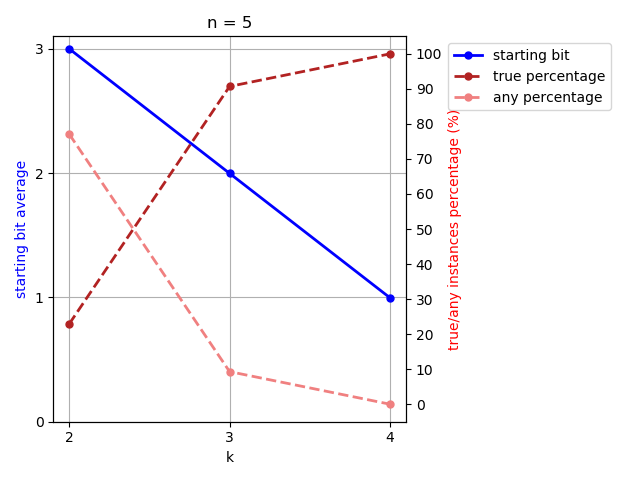 n = 5
starting bit average
3
2
1
0
2
3
4
k
100
90
80
70
60
50
40
30
20
10
0
true/any instances percentage (%)
starting bit
true percentage
any percentage